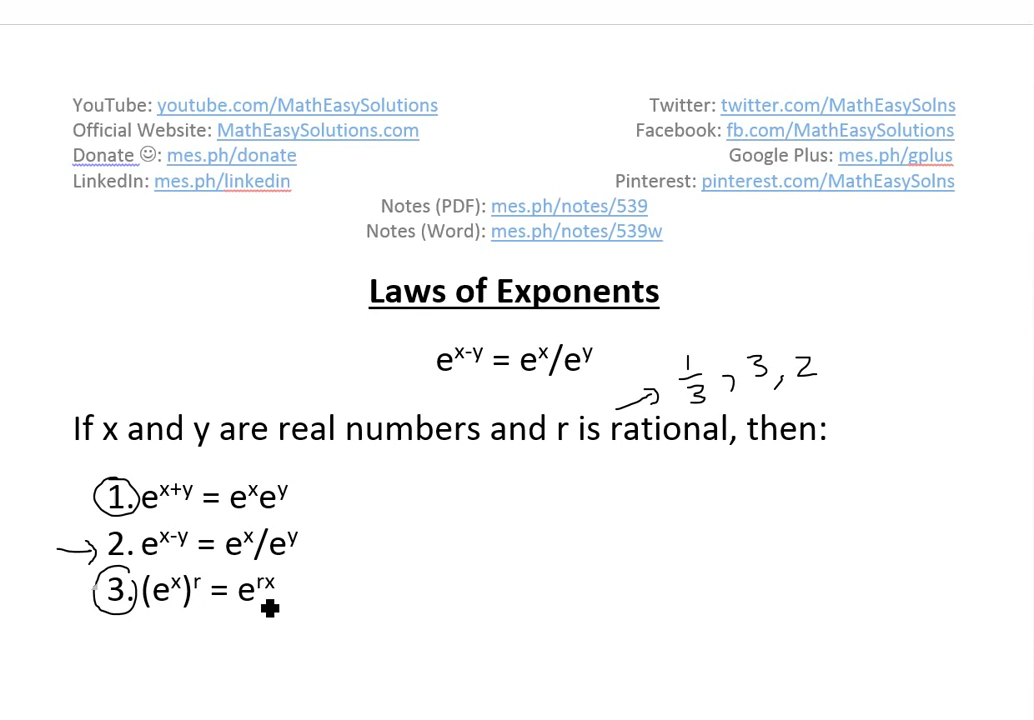 YouTube: youtube.com/MathEasySolutions
Twitter: twitter.com/MathEasySolns
Official Website: MathEasySolutions.com
Facebook: fb.com/MathEasySolutions
Donate ☺: mes.ph/donate
Google Plus: mes.ph/gplus
LinkedIn: mes.ph/linkedin
Pinterest: pinterest.com/MathEasySolns
Notes (PDF): mes.ph/notes/539
Notes (Word): mes.ph/notes/539w
Laws of Exponents
e^{x-y} = e^x/e^y
→ 1/3, 3, 2
If x and y are real numbers and r is rational, then:
1. e^{x+y} = e^xe^y
→ 2. e^{x-y} = e^x/e^y
3. (e^x)^r = e^{rx}